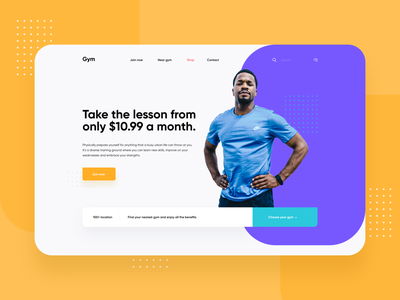 Gym
Join now
Next gym
Shop
Contact
Take the lesson from
only $10.99 a month.
Physically prepare yourself for anything that a busy urban life can throw at you.
It's a diverse training ground where you can learn new skills, improve on your
weaknesses and embrace your strengths.
Join now
Find your nearest gym and enjoy all the benefits
Choose your gym →